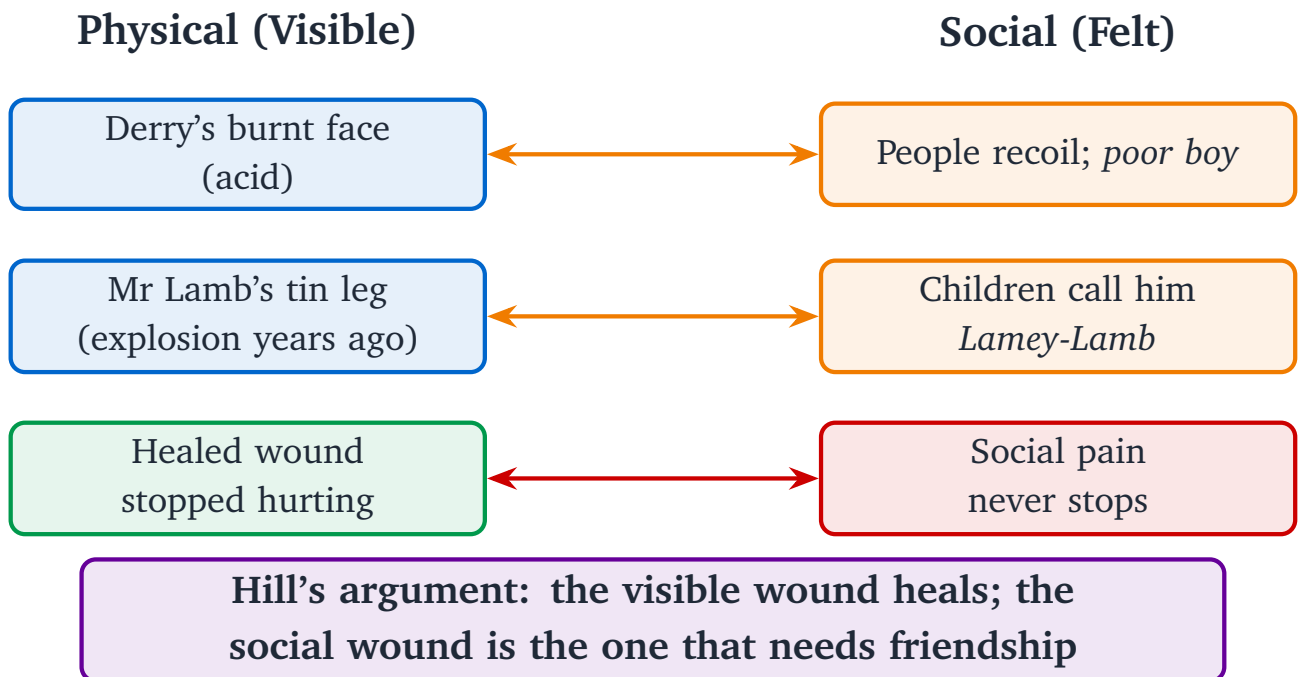 Physical (Visible)
Social (Felt)
Derry's burnt face
(acid)
People recoil; poor boy
Mr Lamb's tin leg
(explosion years ago)
Children call him
Lamey-Lamb
Healed wound
stopped hurting
Social pain
never stops
Hill's argument: the visible wound heals; the
social wound is the one that needs friendship